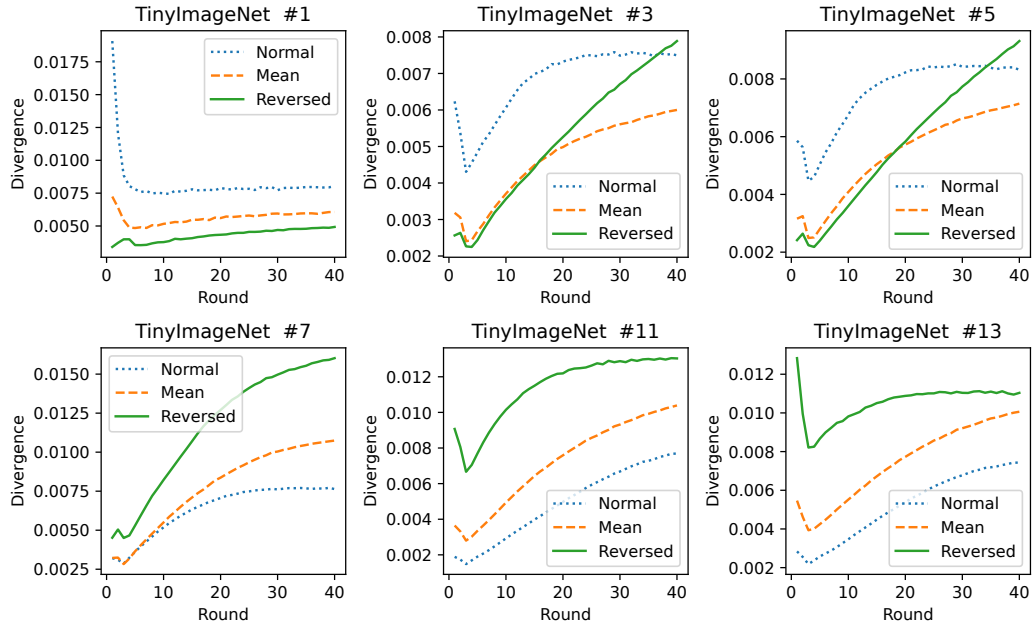 TinyImageNet #1
TinyImageNet #3
TinyImageNet #5
Divergence
0.0175
0.0150
0.0125
0.0100
0.0075
0.0050
Normal
Mean
Reversed
0 10 20 30 40
Round
Divergence
0.008
0.007
0.006
0.005
0.004
0.003
0.002
Normal
Mean
Reversed
0 10 20 30 40
Round
Divergence
0.008
0.006
0.004
0.002
Normal
Mean
Reversed
0 10 20 30 40
Round
TinyImageNet #7
TinyImageNet #11
TinyImageNet #13
Divergence
0.0150
0.0125
0.0100
0.0075
0.0050
0.0025
Normal
Mean
Reversed
0 10 20 30 40
Round
Divergence
0.012
0.010
0.008
0.006
0.004
0.002
Normal
Mean
Reversed
0 10 20 30 40
Round
Divergence
0.012
0.010
0.008
0.006
0.004
0.002
Normal
Mean
Reversed
0 10 20 30 40
Round